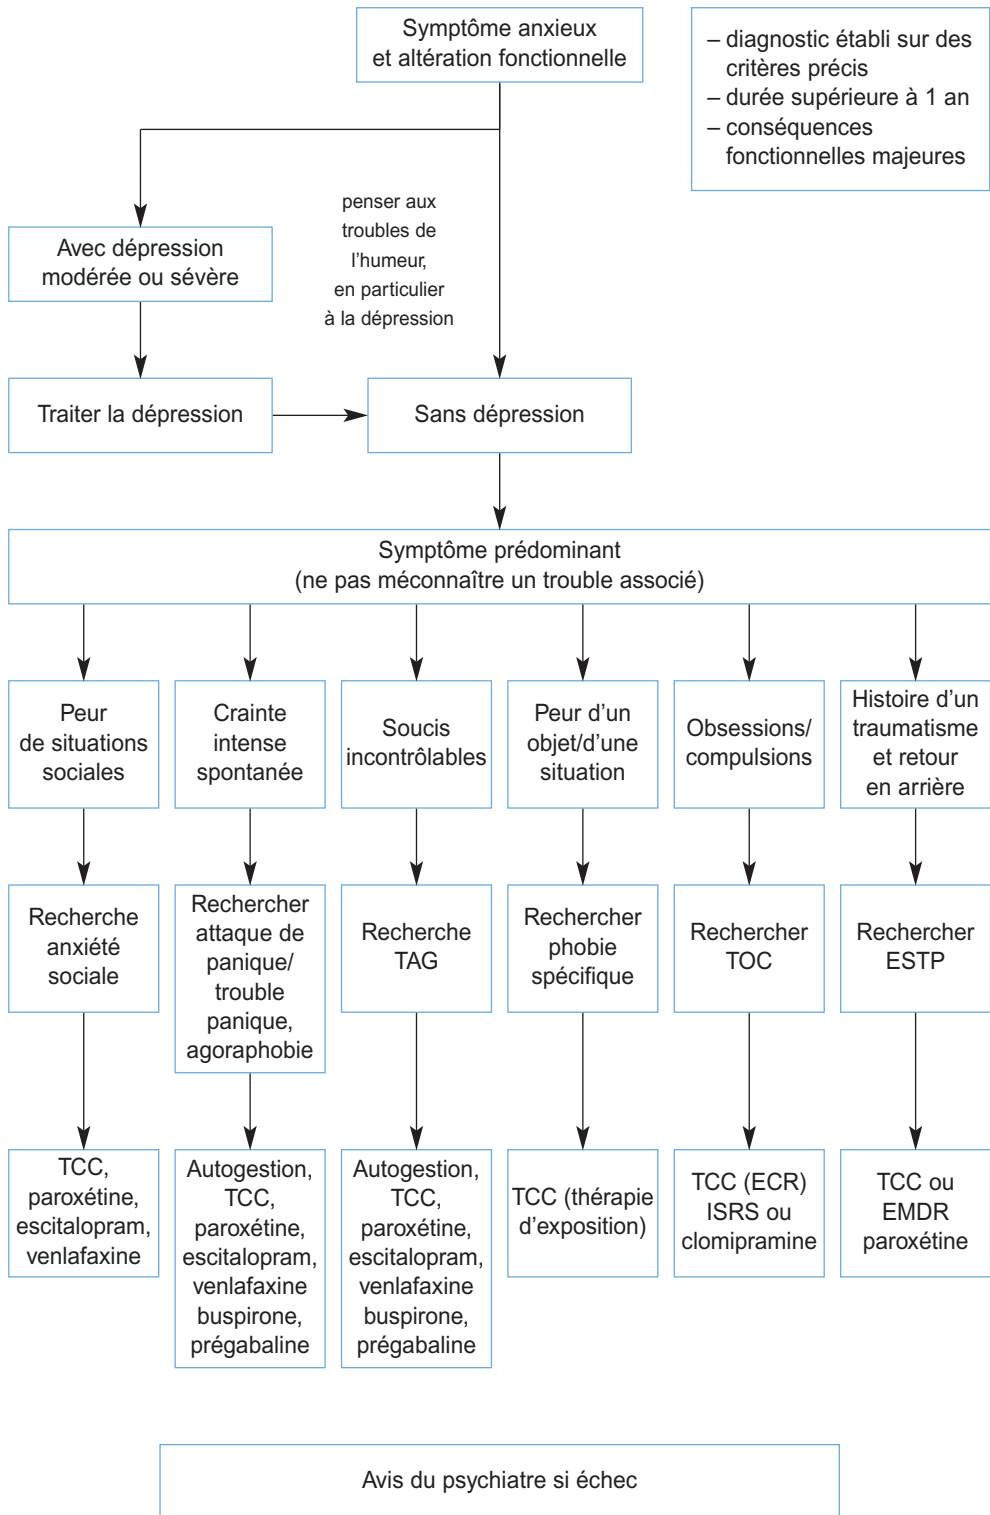 Symptôme anxieux
et altération fonctionnelle
– diagnostic établi sur des
critères précis
– durée supérieure à 1 an
– conséquences
fonctionnelles majeures
penser aux
troubles de
l’humeur,
en particulier
à la dépression
Avec dépression
modérée ou sévère
Traiter la dépression
Sans dépression
Symptôme prédominant
(ne pas méconnaître un trouble associé)
Peur
de situations
sociales
Crainte
intense
spontanée
Soucis
incontrôlables
Peur d’un
objet/d’une
situation
Obsessions/
compulsions
Histoire d’un
traumatisme
et retour
en arrière
Recherche
anxiété
sociale
Rechercher
attaque de
panique/
trouble
panique,
agoraphobie
Recherche
TAG
Rechercher
phobie
spécifique
Rechercher
TOC
Rechercher
ESTP
TCC,
paroxétine,
escitalopram,
venlafaxine
Autogestion,
TCC,
paroxétine,
escitalopram,
venlafaxine
buspirone,
prégabaline
Autogestion,
TCC,
paroxétine,
escitalopram,
venlafaxine
buspirone,
prégabaline
TCC (thérapie
d’exposition)
TCC (ECR)
ISRS ou
clomipramine
TCC ou
EMDR
paroxétine
Avis du psychiatre si échec